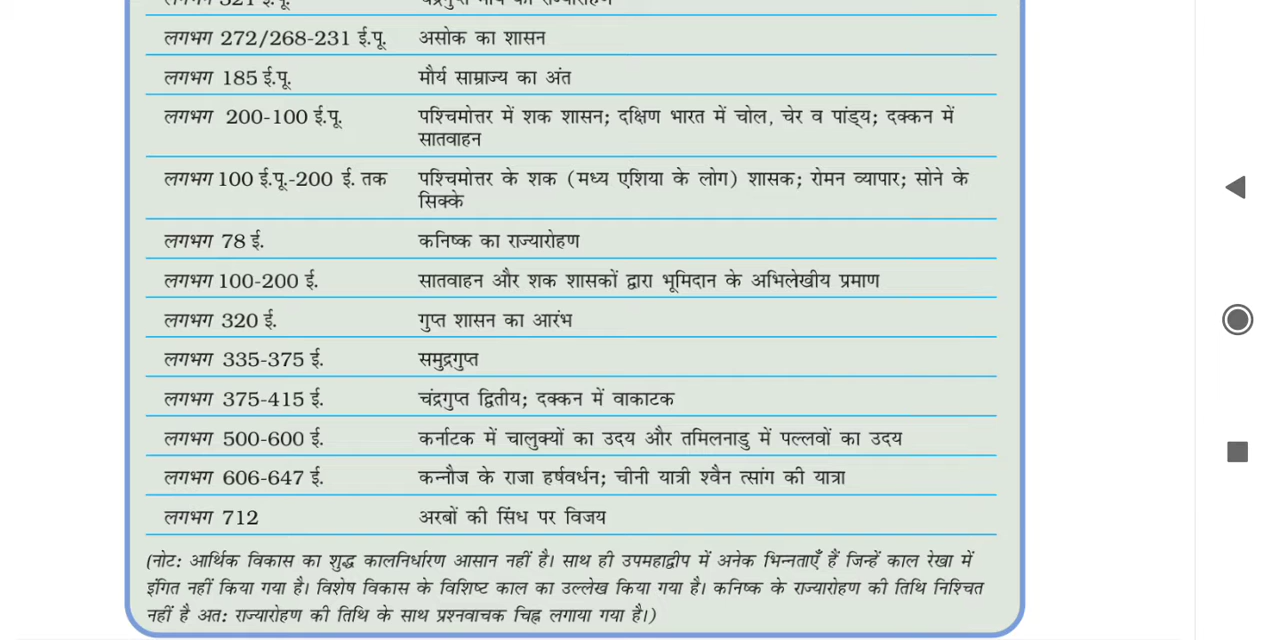 लगभग 321 ई.पू. चंद्रगुप्त मौर्य का राज्यारोहण
लगभग 272/268-231 ई.पू. असोक का शासन
लगभग 185 ई.पू. मौर्य साम्राज्य का अंत
लगभग 200-100 ई.पू. पश्चिमोत्तर में शक शासन; दक्षिण भारत में चोल, चेर व पांड्य; दक्कन में
सातवाहन
लगभग 100 ई.पू.-200 ई. तक पश्चिमोत्तर के शक (मध्य एशिया के लोग) शासक; रोमन व्यापार; सोने के
सिक्के
लगभग 78 ई. कनिष्क का राज्यारोहण
लगभग 100-200 ई. सातवाहन और शक शासकों द्वारा भूमिदान के अभिलेखीय प्रमाण
लगभग 320 ई. गुप्त शासन का आरंभ
लगभग 335-375 ई. समुद्रगुप्त
लगभग 375-415 ई. चंद्रगुप्त द्वितीय; दक्कन में वाकाटक
लगभग 500-600 ई. कर्नाटक में चालुक्यों का उदय और तमिलनाडु में पल्लवों का उदय
लगभग 606-647 ई. कन्नौज के राजा हर्षवर्धन; चीनी यात्री श्वैन त्सांग की यात्रा
लगभग 712 अरबों की सिंध पर विजय
(नोट: आर्थिक विकास का शुद्ध कालनिर्धारण आसान नहीं है। साथ ही उपमहाद्वीप में अनेक भिन्नताएँ हैं जिन्हें काल रेखा में
इंगित नहीं किया गया है। विशेष विकास के विशिष्ट काल का उल्लेख किया गया है। कनिष्क के राज्यारोहण की तिथि निश्चित
नहीं है अत: राज्यारोहण की तिथि के साथ प्रश्नवाचक चिह्न लगाया गया है।)